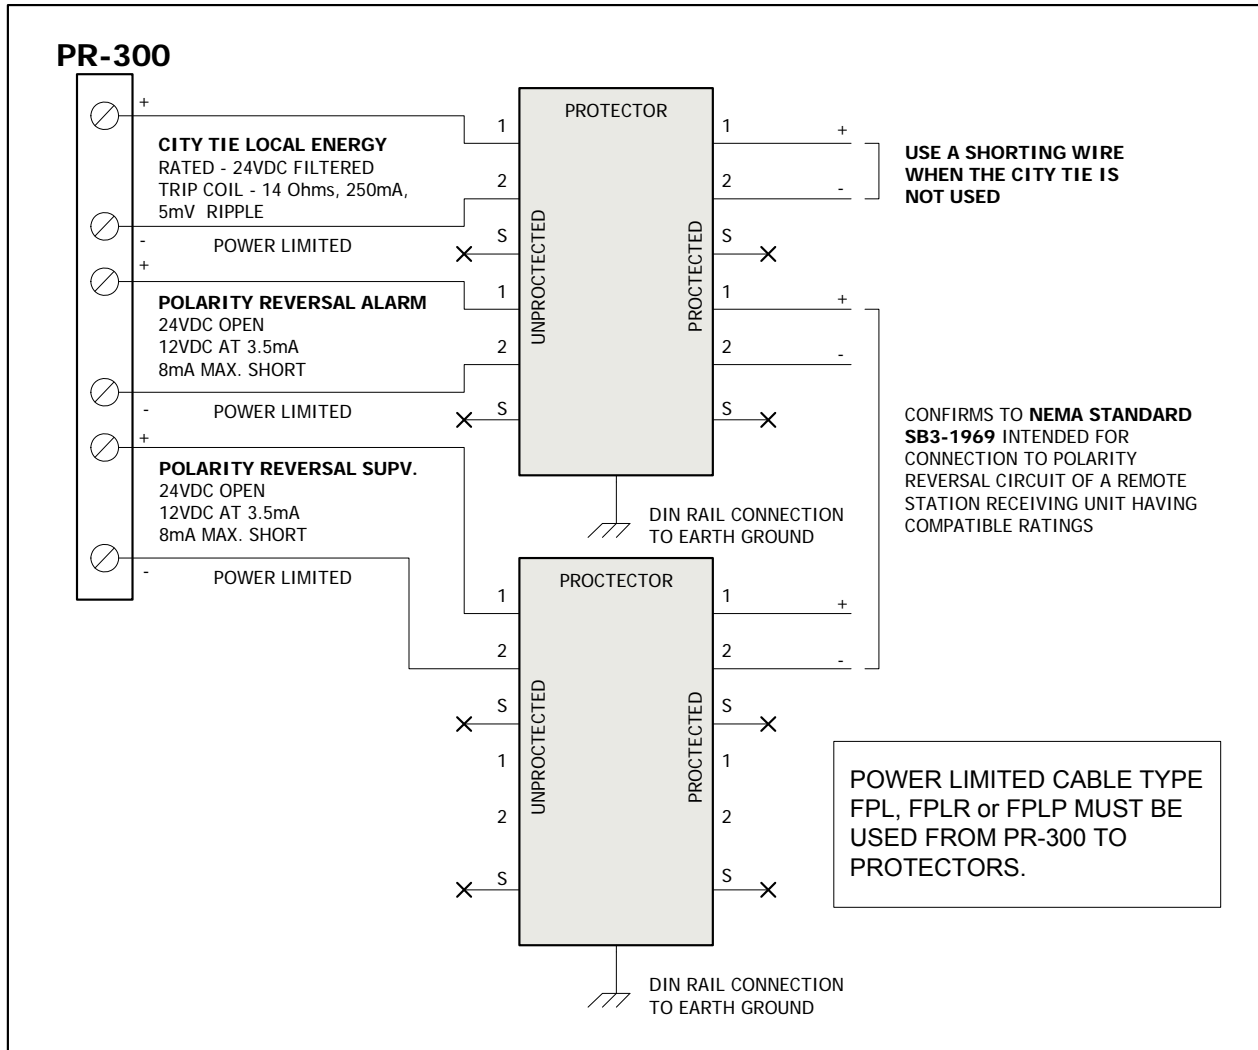 PR-300
+
CITY TIE LOCAL ENERGY
RATED - 24VDC FILTERED
TRIP COIL - 14 Ohms, 250mA,
5mV RIPPLE
-
POWER LIMITED
+
POLARITY REVERSAL ALARM
24VDC OPEN
12VDC AT 3.5mA
8mA MAX. SHORT
-
POWER LIMITED
+
POLARITY REVERSAL SUPV.
24VDC OPEN
12VDC AT 3.5mA
8mA MAX. SHORT
-
POWER LIMITED
PROTECTOR
1
2
S
1
2
S
UNPROCTECTED
PROCTECTED
1
2
S
1
2
S
+
-
+
-
USE A SHORTING WIRE
WHEN THE CITY TIE IS
NOT USED
CONFIRMS TO NEMA STANDARD
SB3-1969 INTENDED FOR
CONNECTION TO POLARITY
REVERSAL CIRCUIT OF A REMOTE
STATION RECEIVING UNIT HAVING
COMPATIBLE RATINGS
DIN RAIL CONNECTION
TO EARTH GROUND
PROCTECTOR
1
2
S
1
2
S
UNPROCTECTED
PROCTECTED
1
2
S
1
2
S
+
-
DIN RAIL CONNECTION
TO EARTH GROUND
POWER LIMITED CABLE TYPE
FPL, FPLR or FPLP MUST BE
USED FROM PR-300 TO
PROTECTORS.